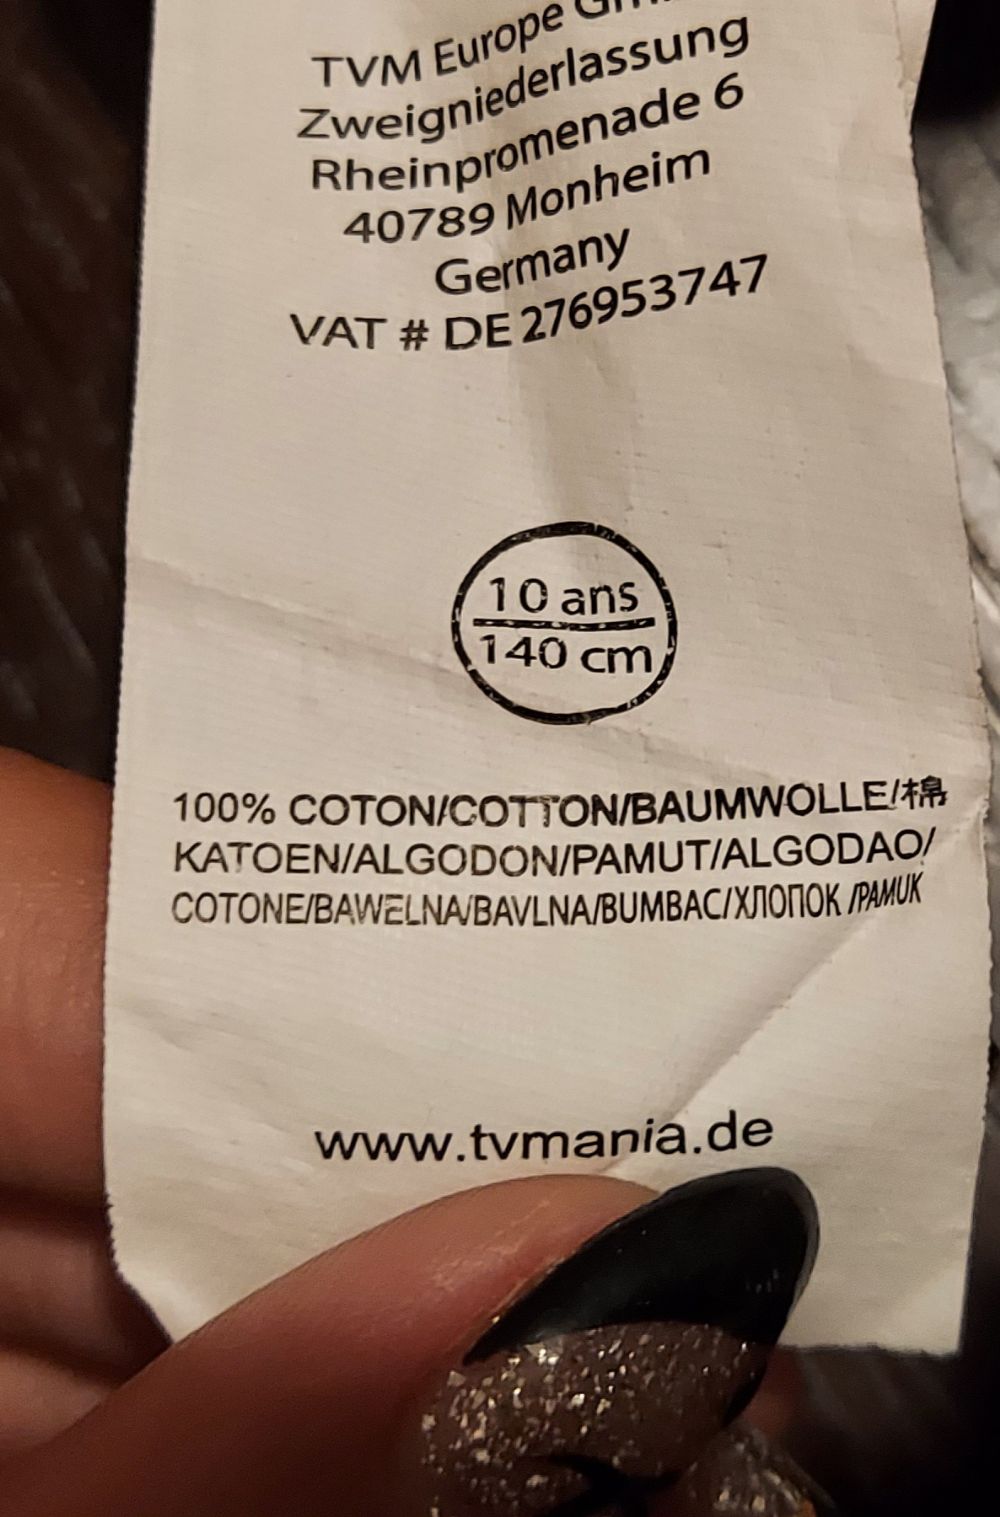 TVM Europe
Zweigniederlassung
Rheinpromenade 6
40789 Monheim
Germany
VAT # DE 276953747
10 ans
140 cm
100% COTON/COTTON/BAUMWOLLE/棉
KATOEN/ALGODON/PAMUT/ALGODAO/
COTONE/BAWELNA/BAVLNA/BUMBAC/ХЛОПОК /PAMUK
www.tvmania.de